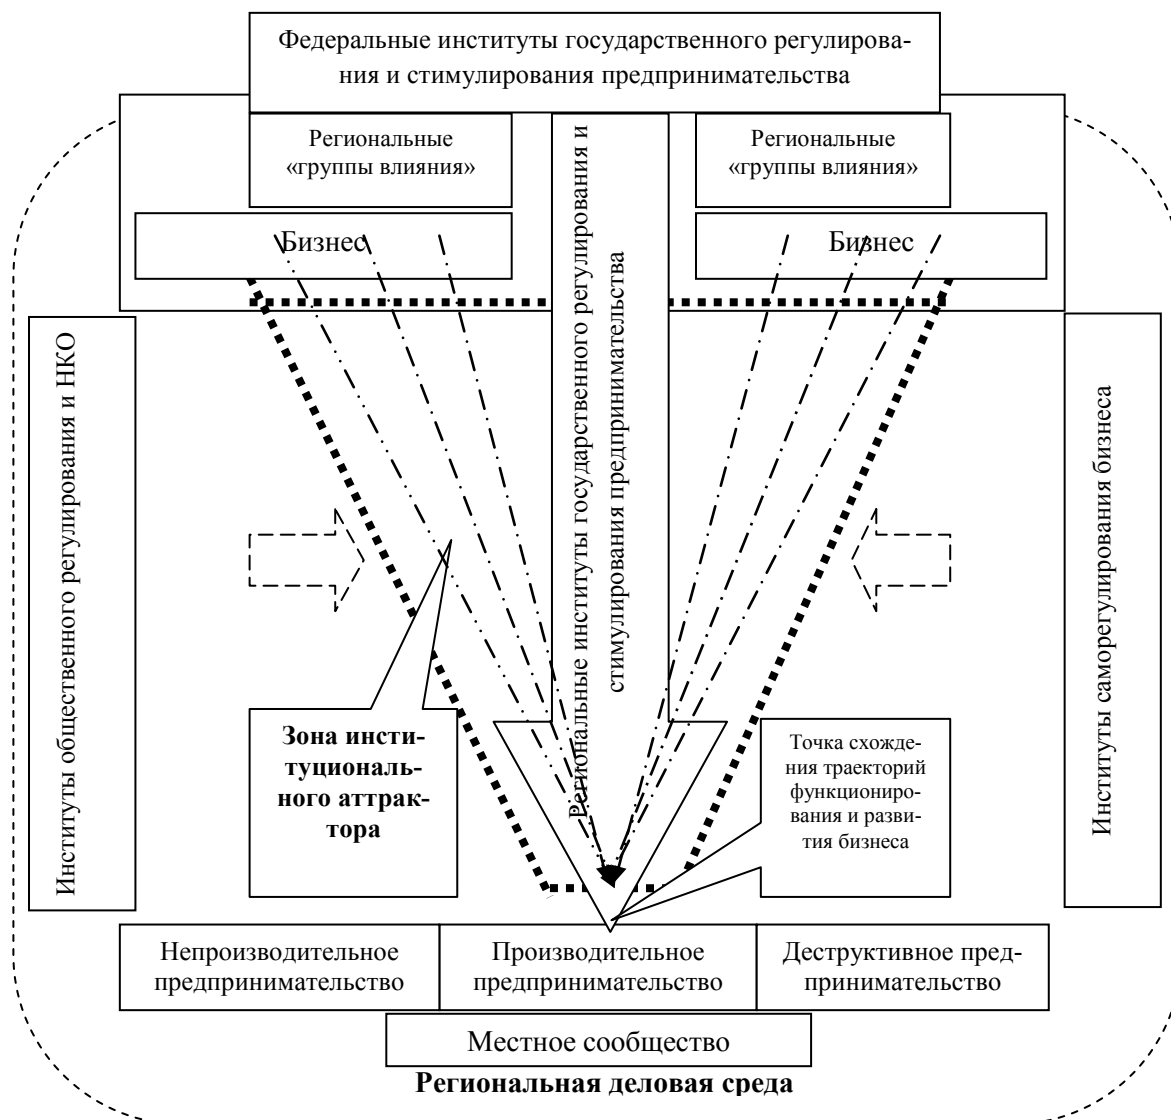 Федеральные институты государственного регулирова-
ния и стимулирования предпринимательства
Региональные
«группы влияния»
Региональные
«группы влияния»
Бизнес
Бизнес
Региональные институты государственного регулирования и
стимулирования предпринимательства
Институты общественного регулирования и НКО
Институты саморегулирования бизнеса
Зона инсти-
туциональ-
ного аттрак-
тора
Точка схожде-
ния траекторий
функциониро-
вания и разви-
тия бизнеса
Непроизводительное
предпринимательство
Производительное
предпринимательство
Деструктивное пред-
принимательство
Местное сообщество
Региональная деловая среда